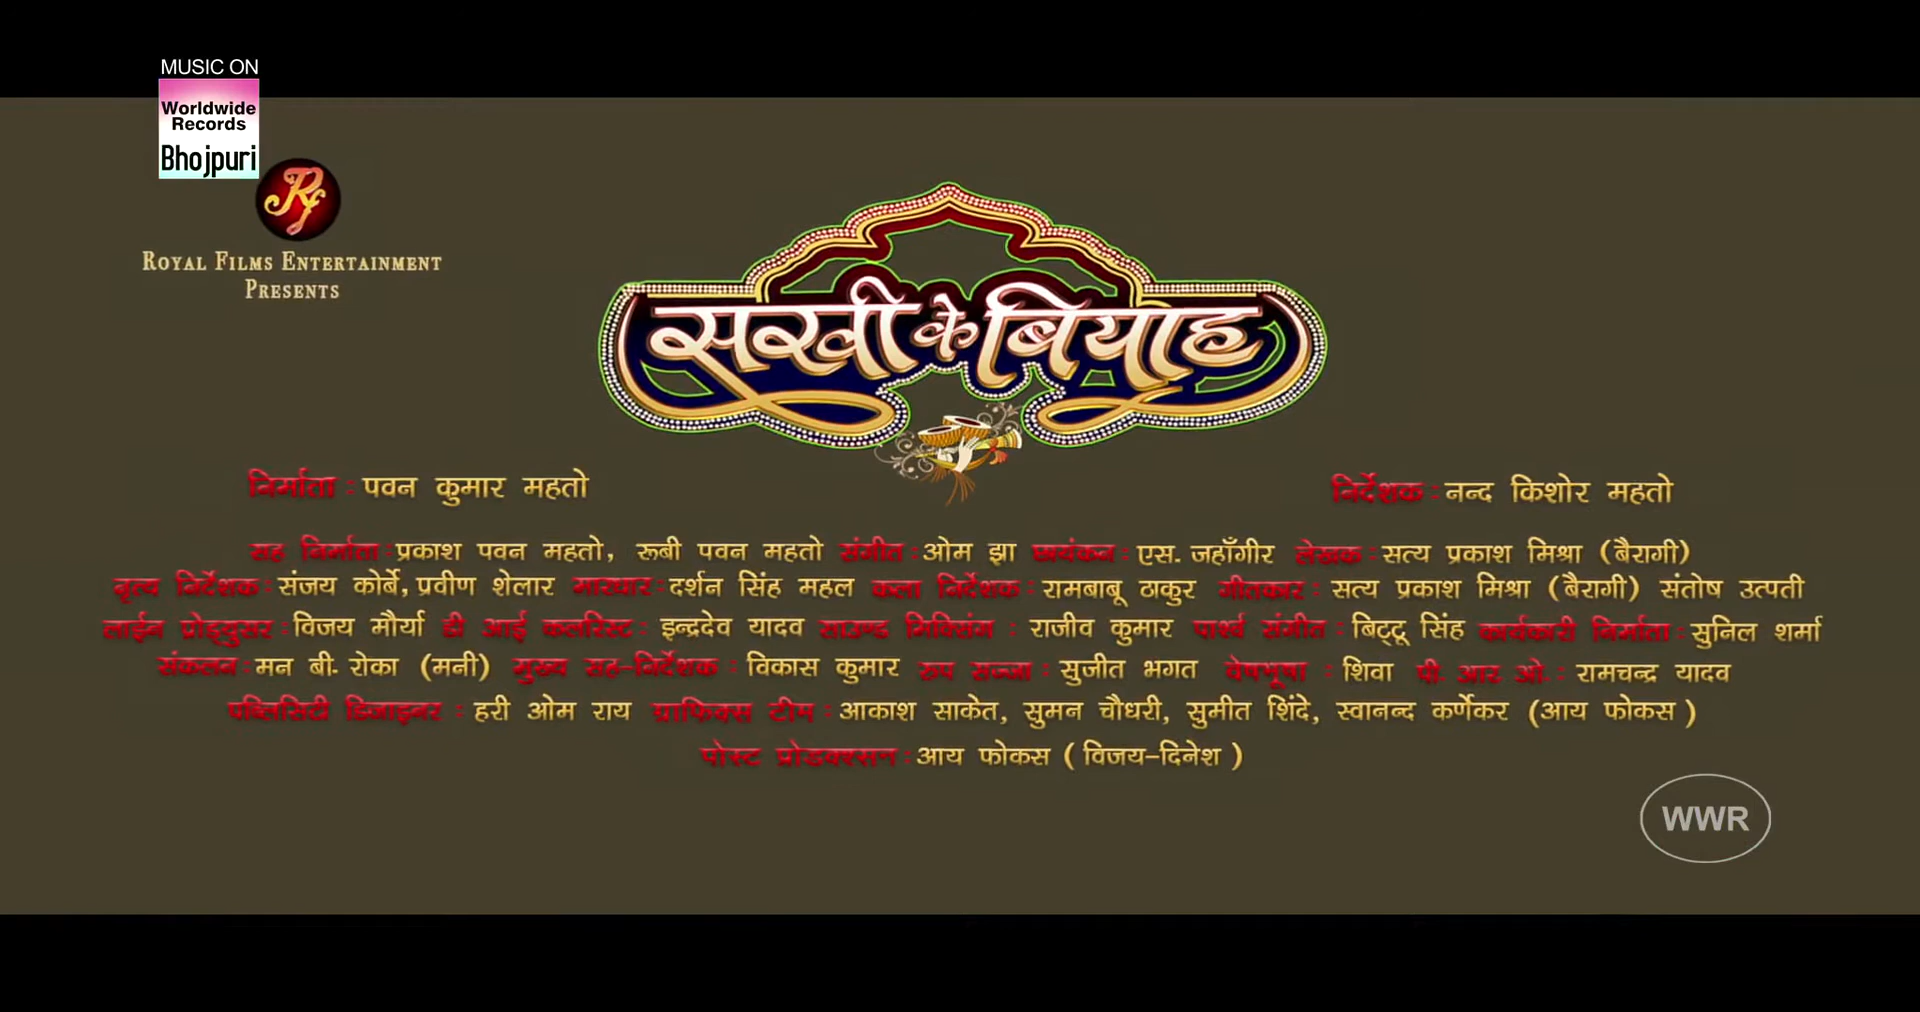 MUSIC ON
Worldwide
Records
Bhojpuri
Rf
ROYAL FILMS ENTERTAINMENT
PRESENTS
सखी के बियाह
निर्माता : पवन कुमार महतो
निर्देशक : नन्द किशोर महतो
सह निर्माता : प्रकाश पवन महतो, रूबी पवन महतो संगीत : ओम झा छायांकन : एस. जहाँगीर लेखक : सत्य प्रकाश मिश्रा (बैरागी)
नृत्य निर्देशक : संजय कोर्बे, प्रवीण शेलार मारधार : दर्शन सिंह महल कला निर्देशक : रामबाबू ठाकुर गीतकार : सत्य प्रकाश मिश्रा (बैरागी) संतोष उत्पती
लाईन प्रोड्युसर : विजय मौर्या डी आई कलरिस्ट : इन्द्रदेव यादव साउण्ड मिक्सिंग : राजीव कुमार पार्श्व संगीत : बिट्टू सिंह कार्यकारी निर्माता : सुनिल शर्मा
संकलन : मन बी. रोका (मनी) मुख्य सह-निर्देशक : विकास कुमार रुप सज्जा : सुजीत भगत वेषभूषा : शिवा पी. आर. ओ. : रामचन्द्र यादव
पब्लिसिटी डिजाइनर : हरी ओम राय ग्राफिक्स टीम : आकाश साकेत, सुमन चौधरी, सुमीत शिंदे, स्वानन्द कर्णेकर (आय फोकस )
पोस्ट प्रोडक्शन : आय फोकस ( विजय-दिनेश )
WWR